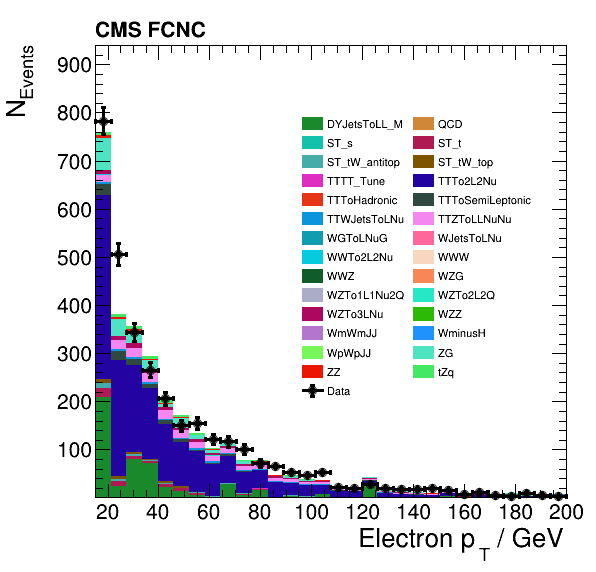 CMS FCNC
N_Events
900
800
700
600
500
400
300
200
100
DYJetsToLL_M QCD
ST_s ST_t
ST_tW_antitop ST_tW_top
TTTT_Tune TTTo2L2Nu
TTToHadronic TTToSemiLeptonic
TTWJetsToLNu TTZToLLNuNu
WGToLNuG WJetsToLNu
WWTo2L2Nu WWW
WWZ WZG
WZTo1L1Nu2Q WZTo2L2Q
WZTo3LNu WZZ
WmWmJJ WminusH
WpWpJJ ZG
ZZ tZq
Data
20 40 60 80 100 120 140 160 180 200
Electron p_T / GeV